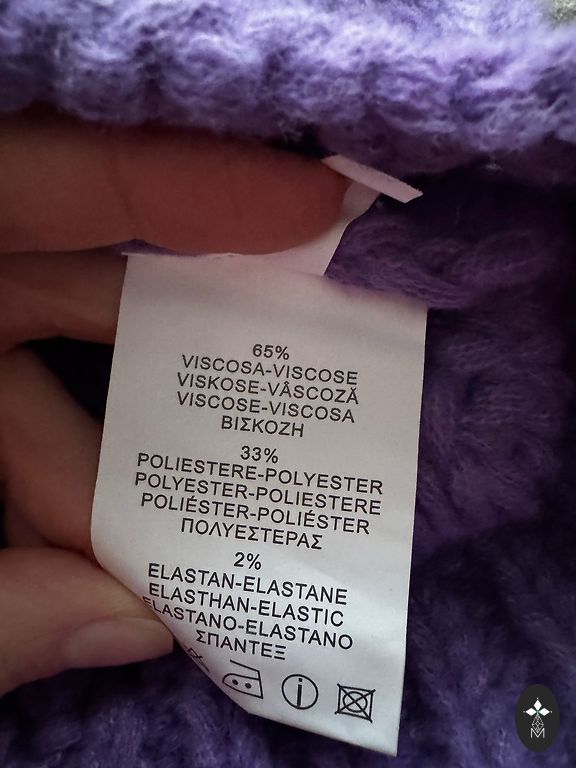 65%
VISCOSA-VISCOSE
VISKOSE-VÂSCOZĂ
VISCOSE-VISCOSA
ΒΙΣΚΟΖΗ
33%
POLIESTERE-POLYESTER
POLYESTER-POLIESTERE
POLIÉSTER-POLIÉSTER
ΠΟΛΥΕΣΤΕΡΑΣ
2%
ELASTAN-ELASTANE
ELASTHAN-ELASTIC
ELASTANO-ELASTANO
ΣΠΑΝΤΕΞ